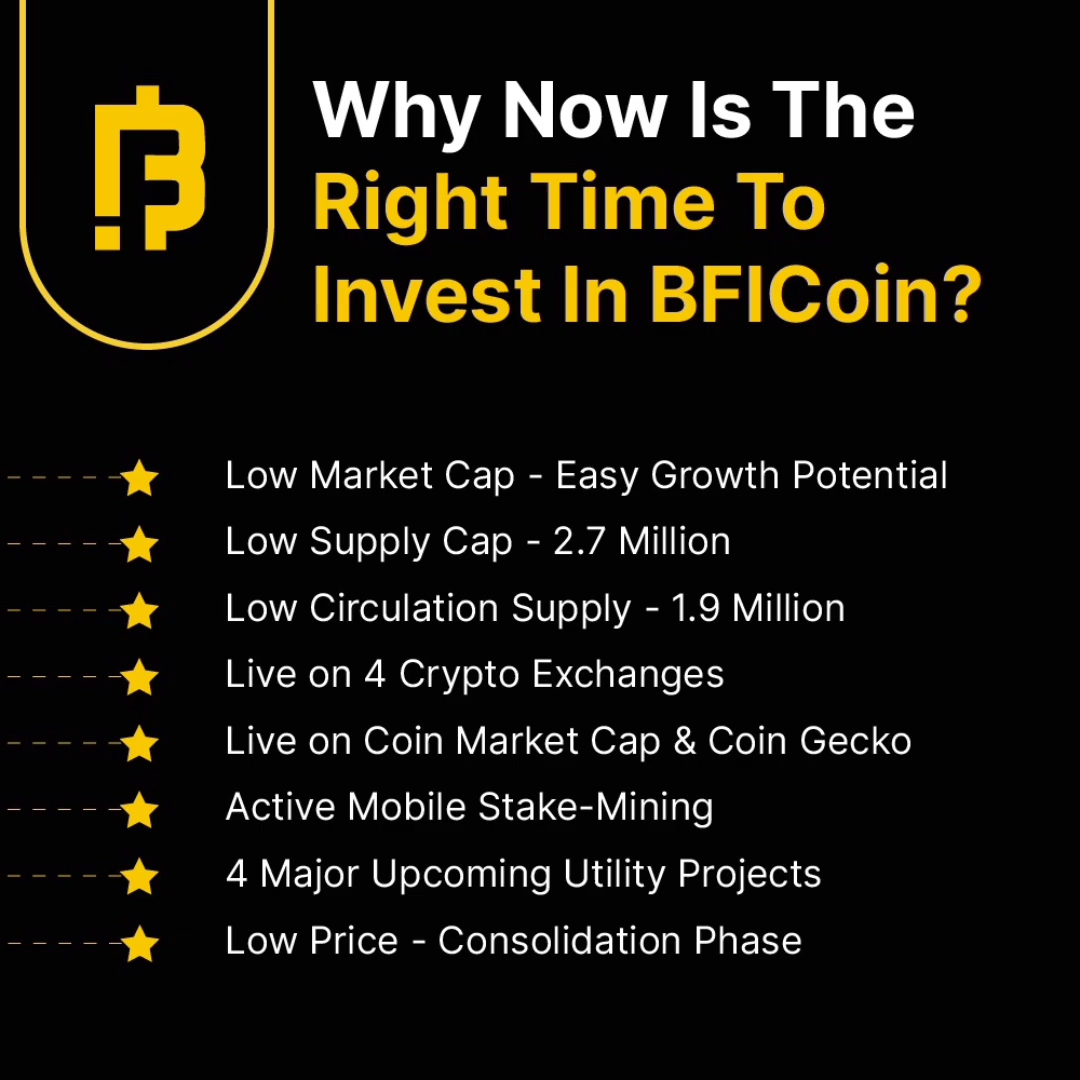 Why Now Is The
Right Time To
Invest In BFICoin?
Low Market Cap - Easy Growth Potential
Low Supply Cap - 2.7 Million
Low Circulation Supply - 1.9 Million
Live on 4 Crypto Exchanges
Live on Coin Market Cap & Coin Gecko
Active Mobile Stake-Mining
4 Major Upcoming Utility Projects
Low Price - Consolidation Phase